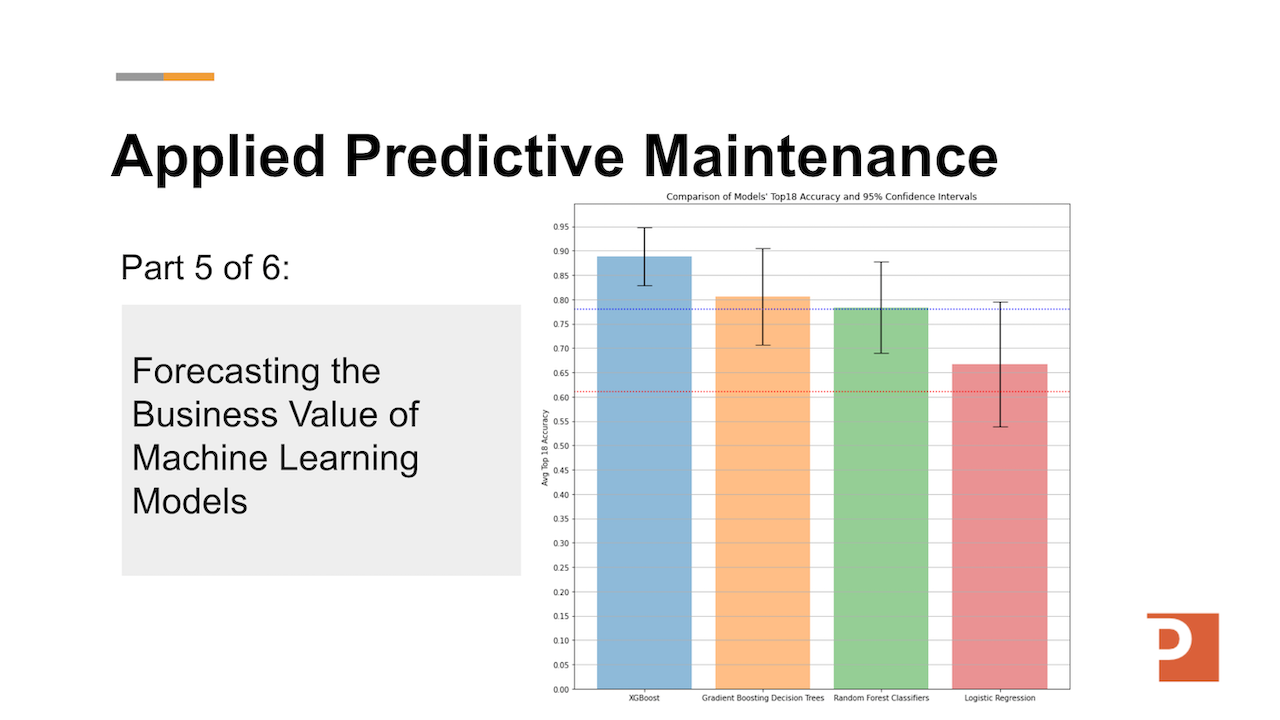 Applied Predictive Maintenance
Part 5 of 6:
Forecasting the
Business Value of
Machine Learning
Models
Comparison of Models' Top18 Accuracy and 95% Confidence Intervals
Avg Top 18 Accuracy
0.95
0.90
0.85
0.80
0.75
0.70
0.65
0.60
0.55
0.50
0.45
0.40
0.35
0.30
0.25
0.20
0.15
0.10
0.05
0.00
XGBoost
Gradient Boosting Decision Trees
Random Forest Classifiers
Logistic Regression
P